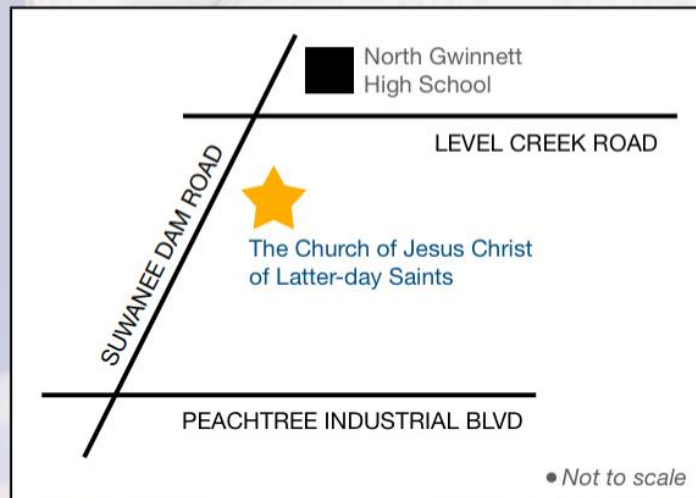 North Gwinnett
High School
LEVEL CREEK ROAD
SUWANEE DAM ROAD
The Church of Jesus Christ
of Latter-day Saints
PEACHTREE INDUSTRIAL BLVD
• Not to scale